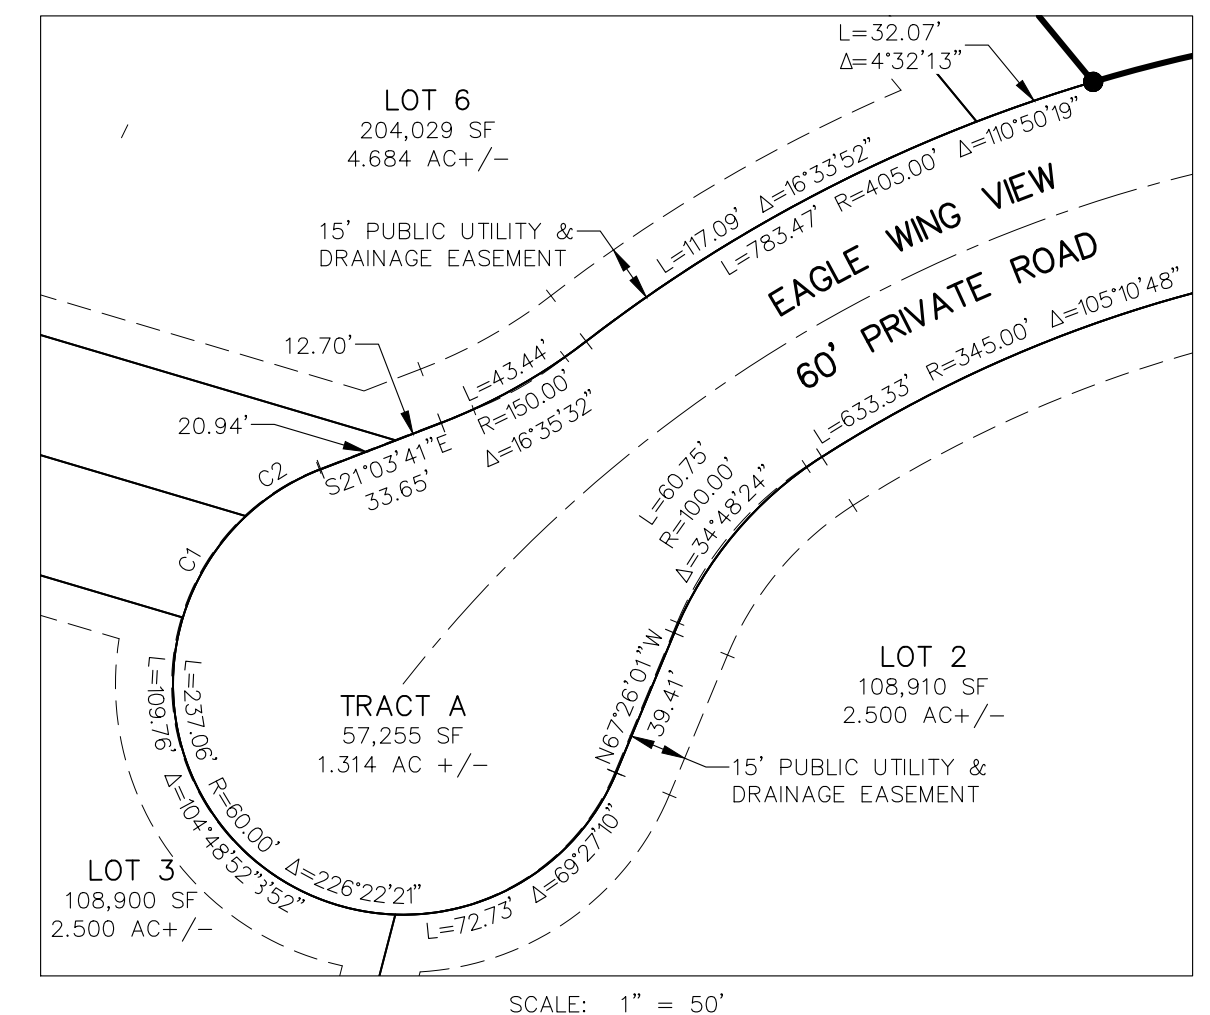 L=32.07'
Δ=4°32'13"
LOT 6
204,029 SF
4.684 AC+/-
L=117.09' Δ=16°33'52"
L=783.47' R=405.00' Δ=110°50'19"
15' PUBLIC UTILITY &
DRAINAGE EASEMENT
EAGLE WING VIEW
60' PRIVATE ROAD
L=633.33' R=345.00' Δ=105°10'48"
12.70'
L=43.44'
R=150.00'
Δ=16°35'32"
20.94'
S21°03'41"E
33.65'
C2
C1
L=60.75'
R=100.00'
Δ=34°48'24"
LOT 2
108,910 SF
2.500 AC+/-
N67°26'01"W
39.41'
15' PUBLIC UTILITY &
DRAINAGE EASEMENT
TRACT A
57,255 SF
1.314 AC +/-
L=237.06' R=60.00' Δ=226°22'21"
L=109.76' Δ=104°48'52"
L=72.73' Δ=69°27'10"
LOT 3
108,900 SF
2.500 AC+/-
SCALE: 1" = 50'